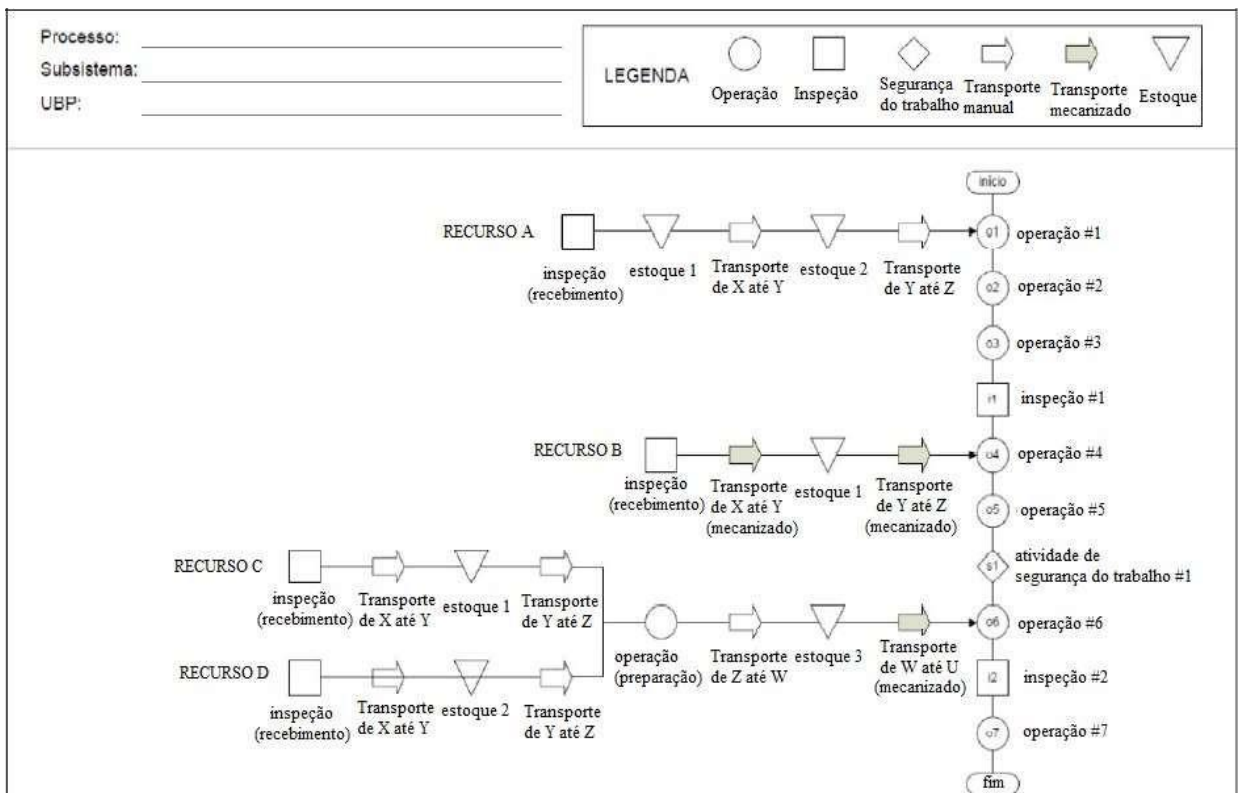 Processo:
Subsistema:
UBP:
LEGENDA
Operação
Inspeção
Segurança
do trabalho
Transporte
manual
Transporte
mecanizado
Estoque
início
RECURSO A
inspeção
(recebimento)
estoque 1
Transporte
de X até Y
estoque 2
Transporte
de Y até Z
o1
operação #1
o2
operação #2
o3
operação #3
i1
inspeção #1
RECURSO B
inspeção
(recebimento)
Transporte
de X até Y
(mecanizado)
estoque 1
Transporte
de Y até Z
(mecanizado)
o4
operação #4
o5
operação #5
s1
atividade de
segurança do trabalho #1
RECURSO C
inspeção
(recebimento)
Transporte
de X até Y
estoque 1
Transporte
de Y até Z
RECURSO D
inspeção
(recebimento)
Transporte
de X até Y
estoque 2
Transporte
de Y até Z
operação
(preparação)
Transporte
de Z até W
estoque 3
Transporte
de W até U
(mecanizado)
o6
operação #6
i2
inspeção #2
o7
operação #7
fim